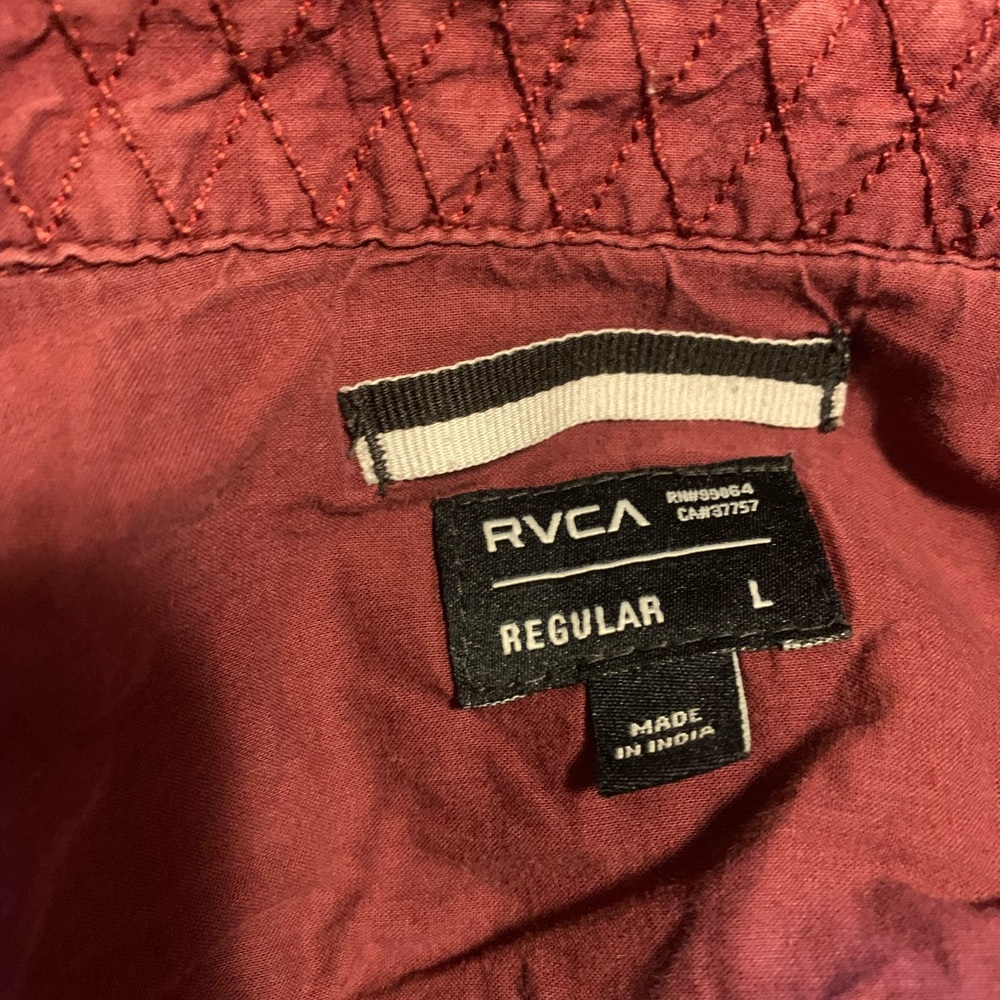 RVCA
RN#99064
CA#37757
REGULAR L
MADE
IN INDIA